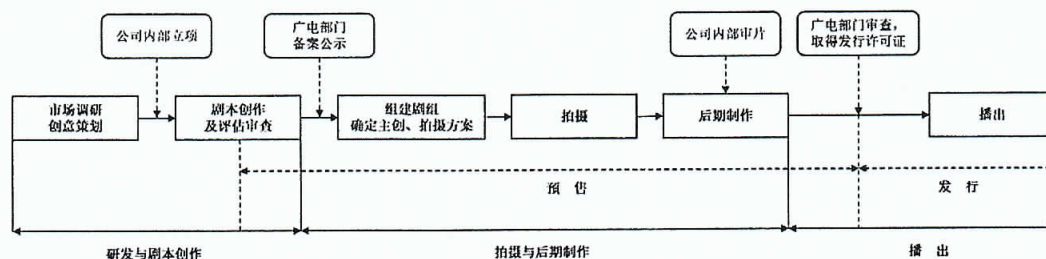 公司内部立项
广电部门
备案公示
公司内部审片
广电部门审查，
取得发行许可证
市场调研
创意策划
剧本创作
及评估审查
组建剧组
确定主创、拍摄方案
拍摄
后期制作
播出
预 售
发 行
研发与剧本创作
拍摄与后期制作
播 出